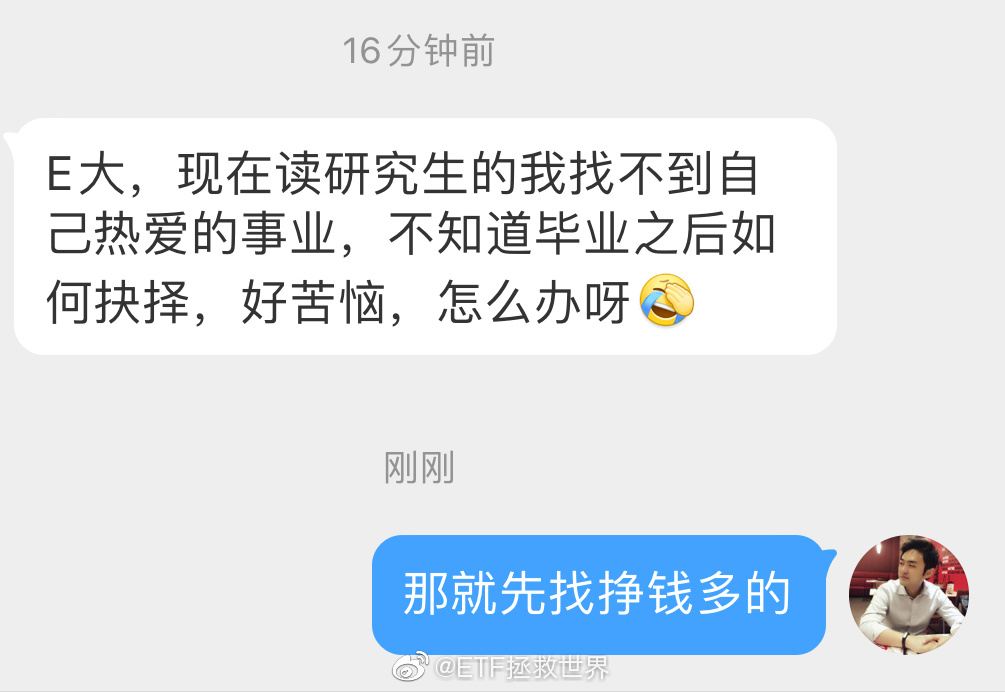 16分钟前
E大，现在读研究生的我找不到自
己热爱的事业，不知道毕业之后如
何抉择，好苦恼，怎么办呀🤣
刚刚
那就先找挣钱多的
@ETF拯救世界